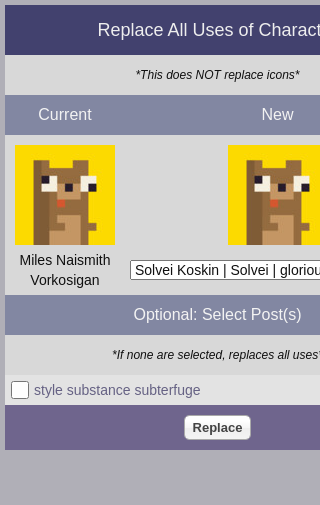 Replace All Uses of Charact
*This does NOT replace icons*
Current New
Miles Naismith
Vorkosigan
Solvei Koskin | Solvei | gloriou
Optional: Select Post(s)
*If none are selected, replaces all uses*
style substance subterfuge
Replace